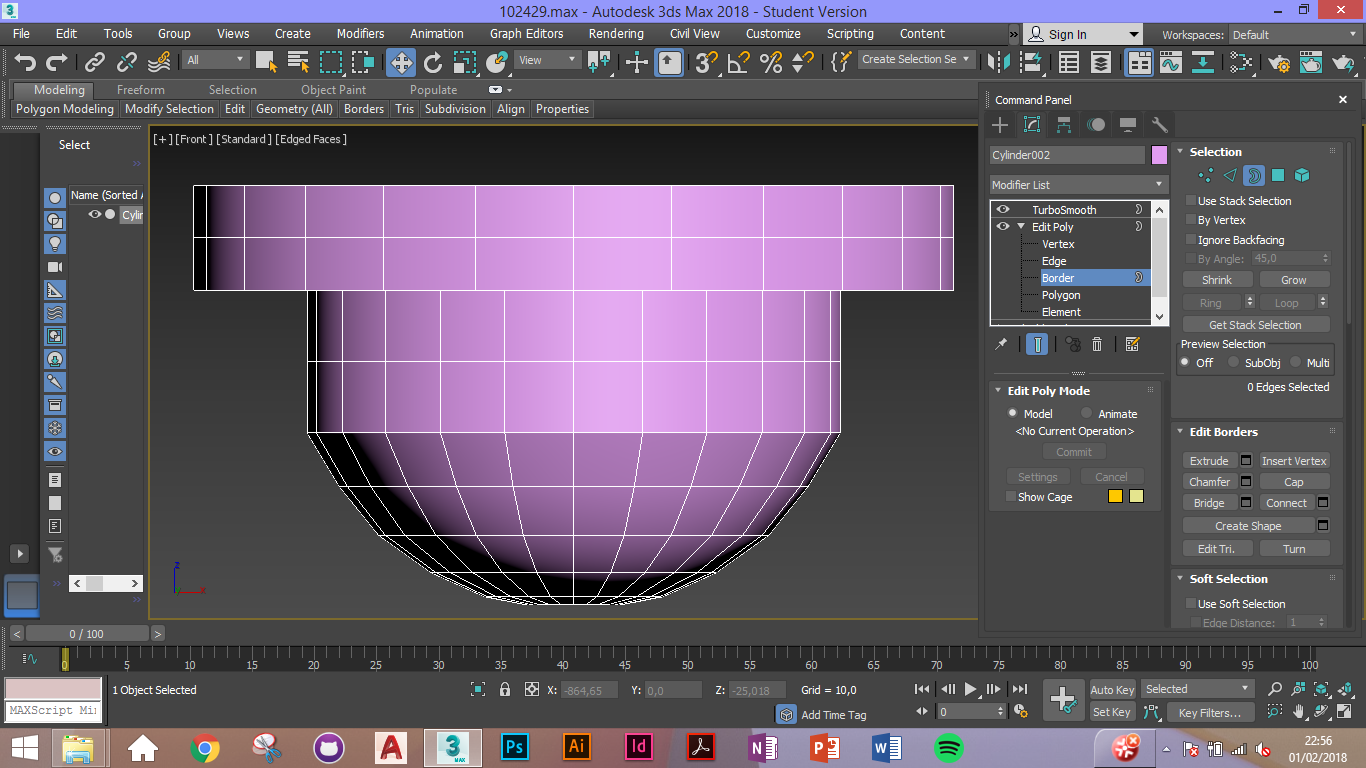 102429.max - Autodesk 3ds Max 2018 - Student Version
File Edit Tools Group Views Create Modifiers Animation Graph Editors Rendering Civil View Customize Scripting Content » Sign In Workspaces: Default
All View Create Selection Se
Modeling Freeform Selection Object Paint Populate
Polygon Modeling Modify Selection Edit Geometry (All) Borders Tris Subdivision Align Properties
Select
Name (Sorted A
Cylin
[+] [Front] [Standard] [Edged Faces]
z
x
Command Panel
Cylinder002
Modifier List
TurboSmooth
Edit Poly
Vertex
Edge
Border
Polygon
Element
Edit Poly Mode
Model Animate
<No Current Operation>
Commit
Settings Cancel
Show Cage
Selection
Use Stack Selection
By Vertex
Ignore Backfacing
By Angle: 45,0
Shrink Grow
Ring Loop
Get Stack Selection
Preview Selection
Off SubObj Multi
0 Edges Selected
Edit Borders
Extrude Insert Vertex
Chamfer Cap
Bridge Connect
Create Shape
Edit Tri. Turn
Soft Selection
Use Soft Selection
Edge Distance: 1
< 0 / 100 >
0 5 10 15 20 25 30 35 40 45 50 55 60 65 70 75 80 85 90 95 100
1 Object Selected X: -864,65 Y: 0,0 Z: -25,018 Grid = 10,0 Auto Key Selected
MAXScript Mi
Add Time Tag 0 Set Key Key Filters...
3 MAX Ps Ai Id N P W
22:56
01/02/2018